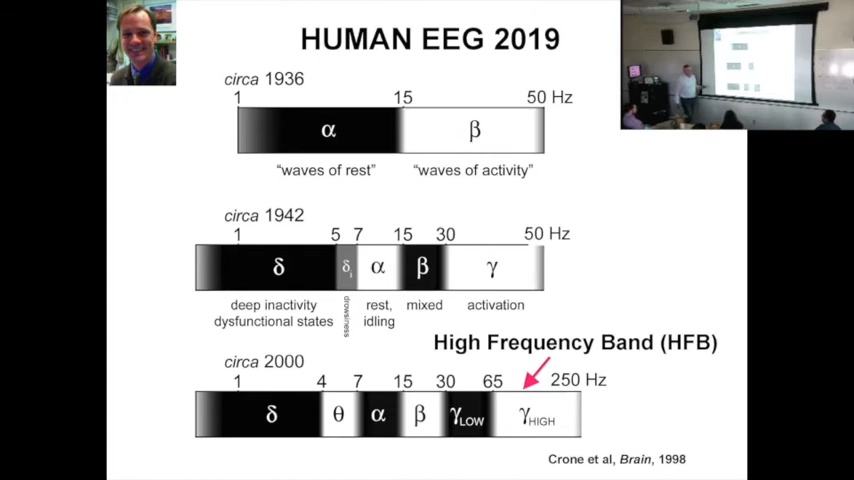 HUMAN EEG 2019
circa 1936
1 15 50 Hz
α β
“waves of rest” “waves of activity”
circa 1942
1 5 7 15 30 50 Hz
δ δi α β γ
deep inactivity
dysfunctional states
drowsiness
rest,
idling
mixed
activation
High Frequency Band (HFB)
circa 2000
1 4 7 15 30 65 250 Hz
δ θ α β γLOW γHIGH
Crone et al, Brain, 1998